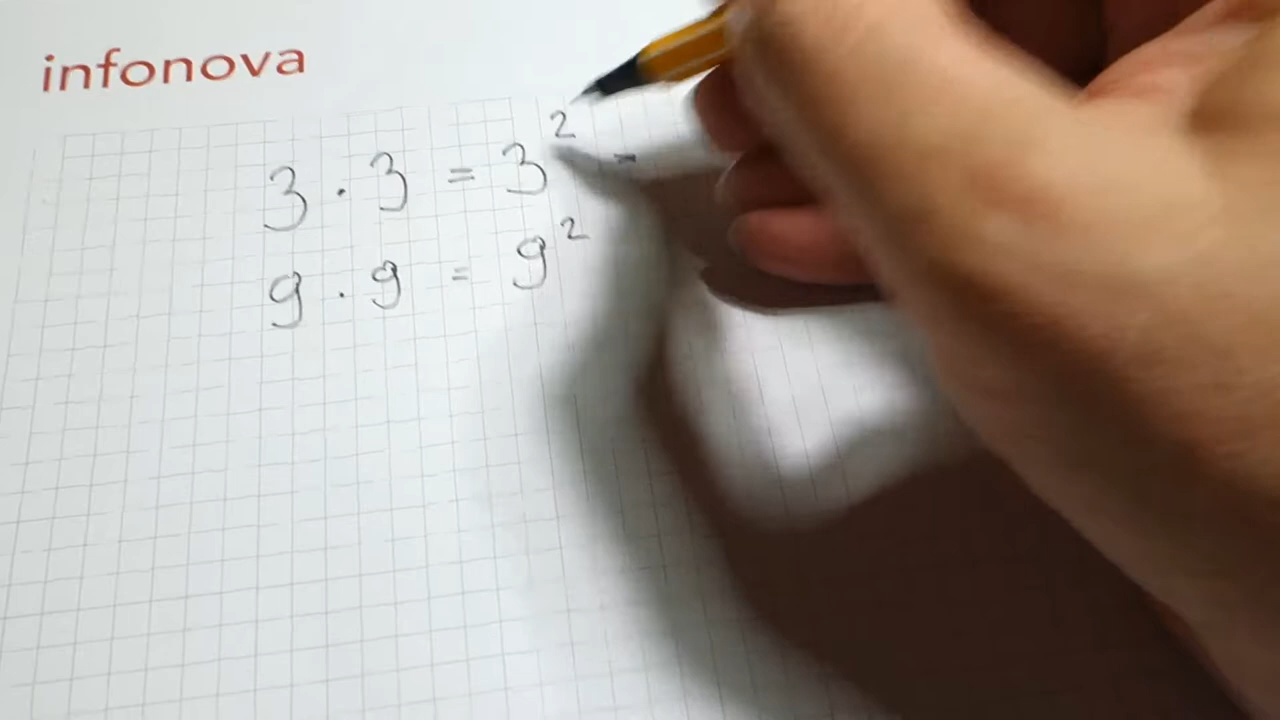 infonova
3 · 3 = 3² -
9 · 9 = 9²